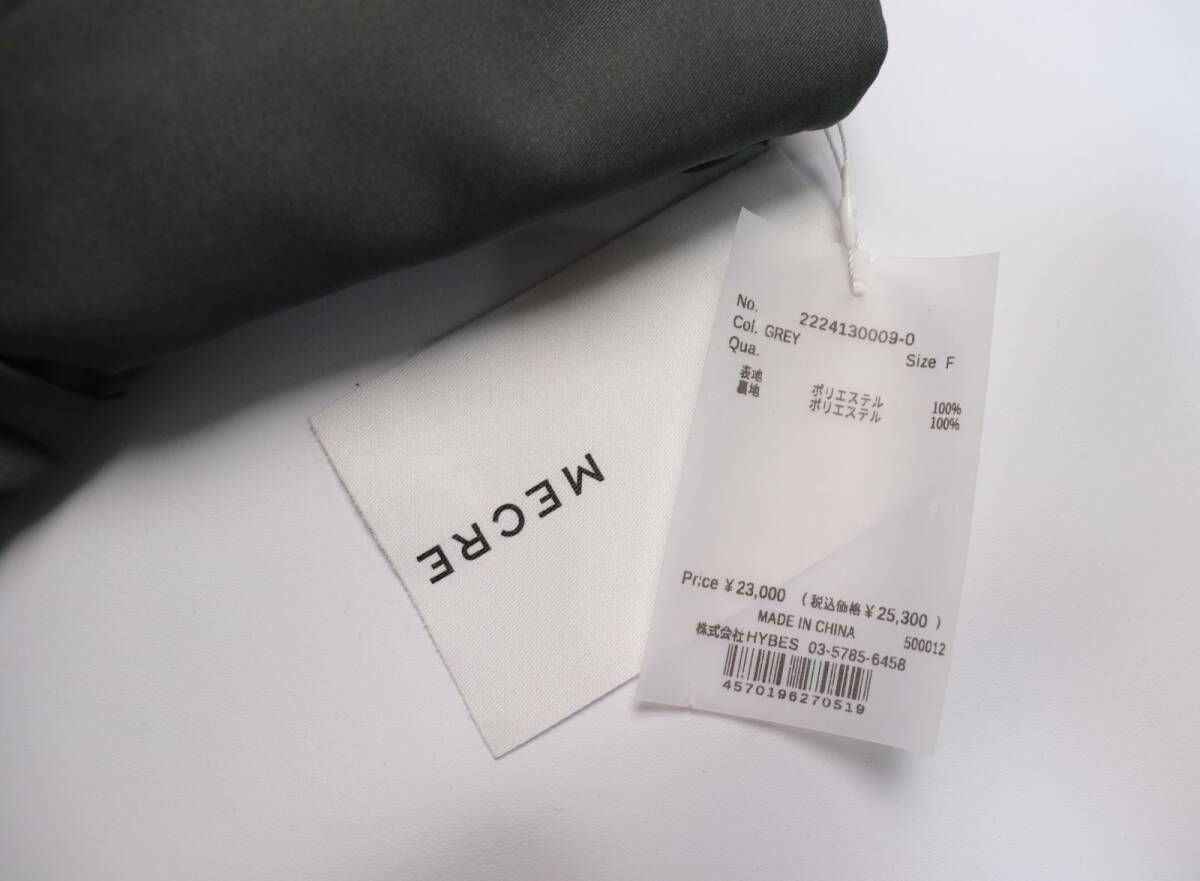 MECRE
No. 2224130009-0
Col. GREY Size F
Qua.
表地 ポリエステル 100%
裏地 ポリエステル 100%
Price ¥23,000 (税込価格¥25,300)
MADE IN CHINA 500012
株式会社HYBES 03-5785-6458
4570196270519